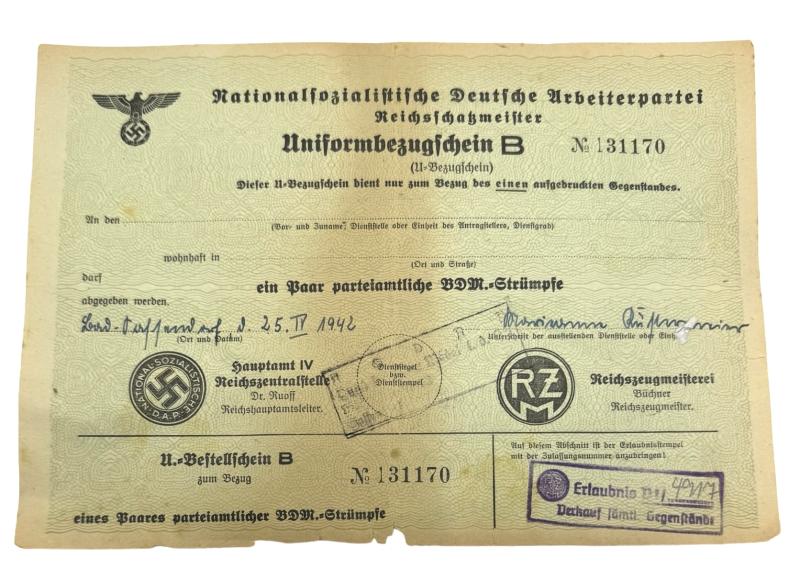 Nationalsozialistische Deutsche Arbeiterpartei
Reichsschatzmeister
Uniformbezugschein B № 131170
(U-Bezugschein)
Dieser U-Bezugschein dient nur zum Bezug des einen aufgedruckten Gegenstandes.
An den
(Vor- und Zuname, Dienststelle oder Einheit des Antragstellers, Dienstgrad)
wohnhaft in
(Ort und Straße)
darf ein Paar parteiamtliche BDM.-Strümpfe
abgegeben werden.
Bad-Sassendorf, d. 25. IV 1942 Marianne
(Ort und Datum) Unterschrift der ausstellenden Dienststelle oder
NATIONALSOZIALISTISCHE D.A.P.
Hauptamt IV
Reichszentralstelle
Dr. Ruoff
Reichshauptamtsleiter.
Dienstsiegel
bzw.
Dienststempel
RZM
Reichszeugmeisterei
Büchner
Reichszeugmeister.
U.-Bestellschein B
zum Bezug № 131170
eines Paares parteiamtlicher BDM.-Strümpfe
Auf diesem Abschnitt ist der Erlaubnisstempel
mit der Zulassungsnummer anzubringen!
Erlaubnis
Verkauf sämtl. Gegenstände